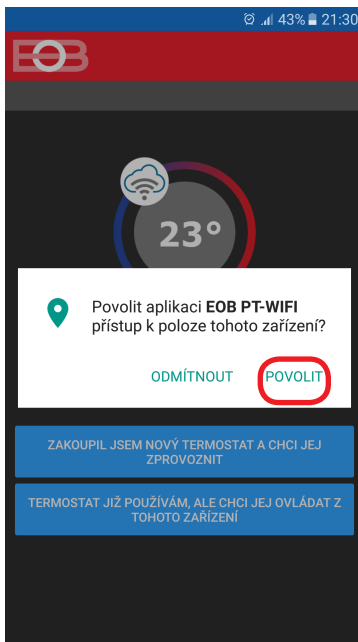 43% 21:30
EOB
23°
Povolit aplikaci EOB PT-WIFI
přístup k poloze tohoto zařízení?
ODMÍTNOUT POVOLIT
ZAKOUPIL JSEM NOVÝ TERMOSTAT A CHCI JEJ
ZPROVOZNIT
TERMOSTAT JIŽ POUŽÍVÁM, ALE CHCI JEJ OVLÁDAT Z
TOHOTO ZAŘÍZENÍ